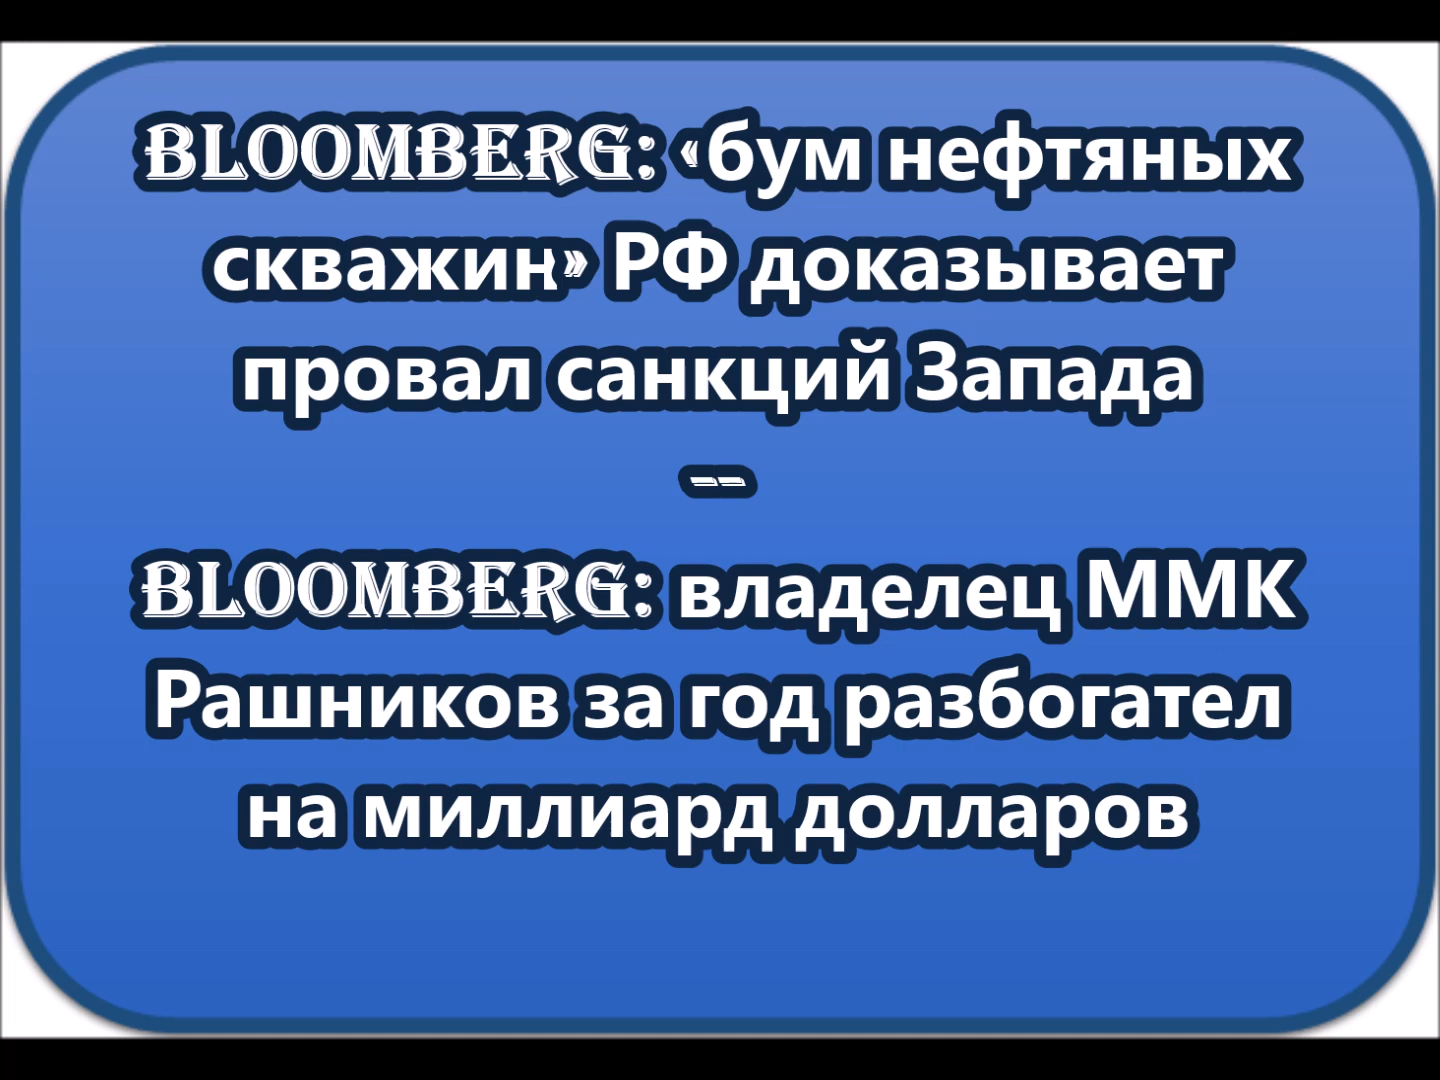 BLOOMBERG: «бум нефтяных
скважин» РФ доказывает
провал санкций Запада
--
BLOOMBERG: владелец ММК
Рашников за год разбогател
на миллиард долларов